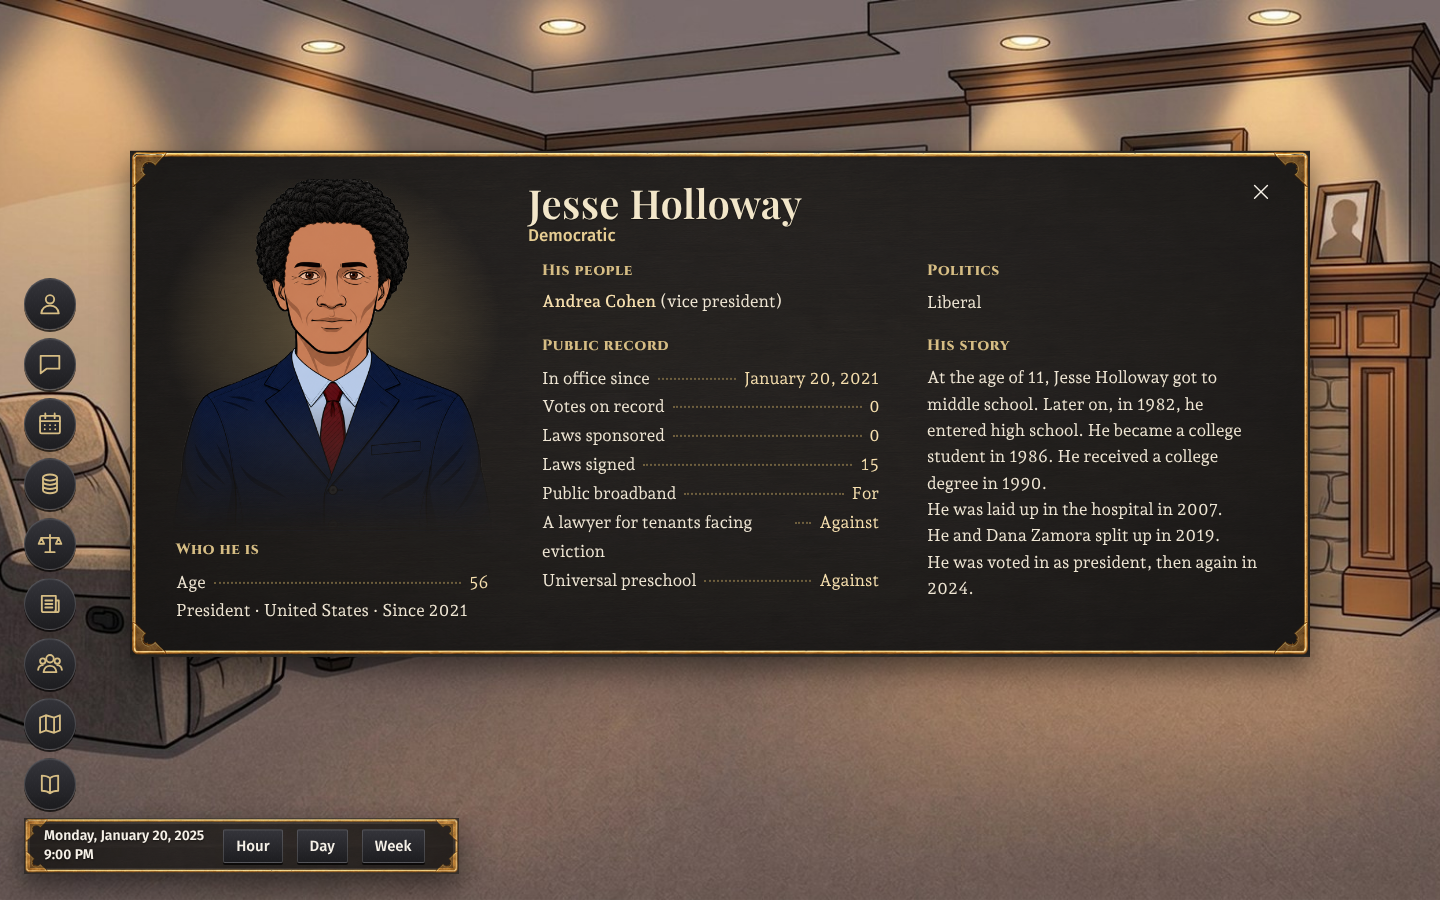 Jesse Holloway
Democratic
His people
Andrea Cohen (vice president)
Public record
In office since January 20, 2021
Votes on record 0
Laws sponsored 0
Laws signed 15
Public broadband For
A lawyer for tenants facing eviction Against
Universal preschool Against
Politics
Liberal
His story
At the age of 11, Jesse Holloway got to
middle school. Later on, in 1982, he
entered high school. He became a college
student in 1986. He received a college
degree in 1990.
He was laid up in the hospital in 2007.
He and Dana Zamora split up in 2019.
He was voted in as president, then again in
2024.
Who he is
Age 56
President · United States · Since 2021
Monday, January 20, 2025
9:00 PM
Hour
Day
Week